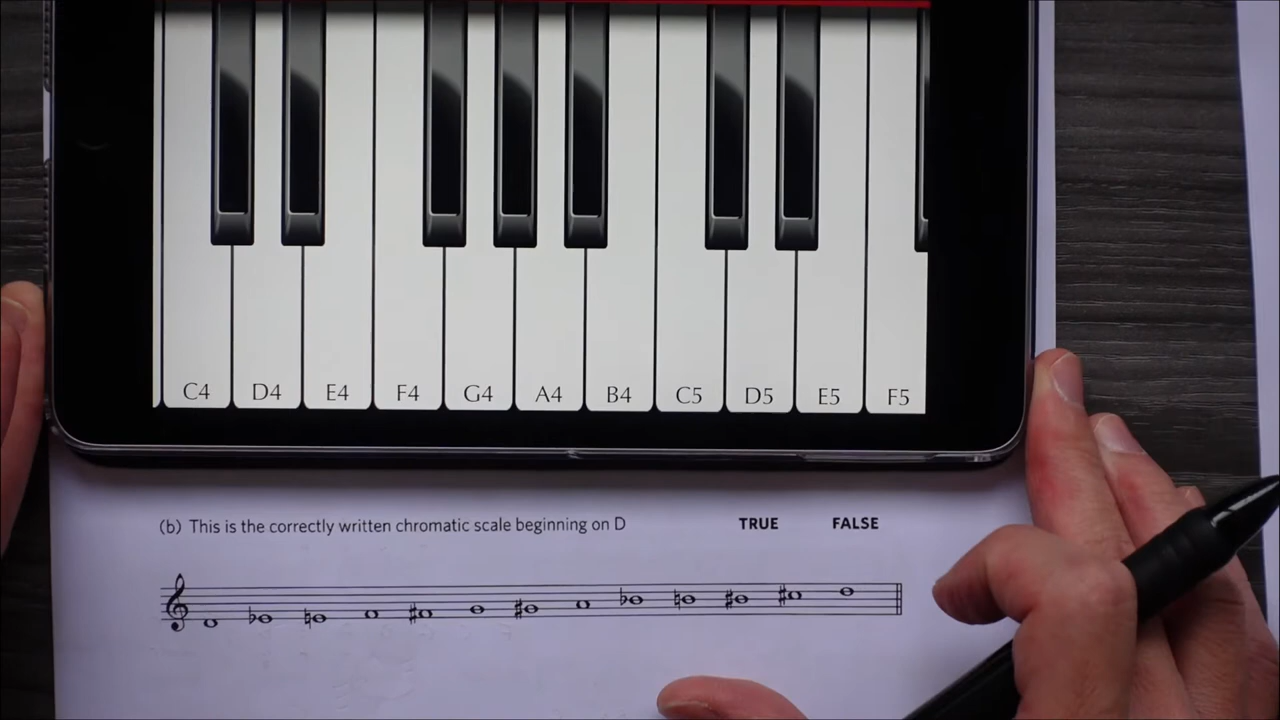 C4 D4 E4 F4 G4 A4 B4 C5 D5 E5 F5
(b) This is the correctly written chromatic scale beginning on D TRUE FALSE